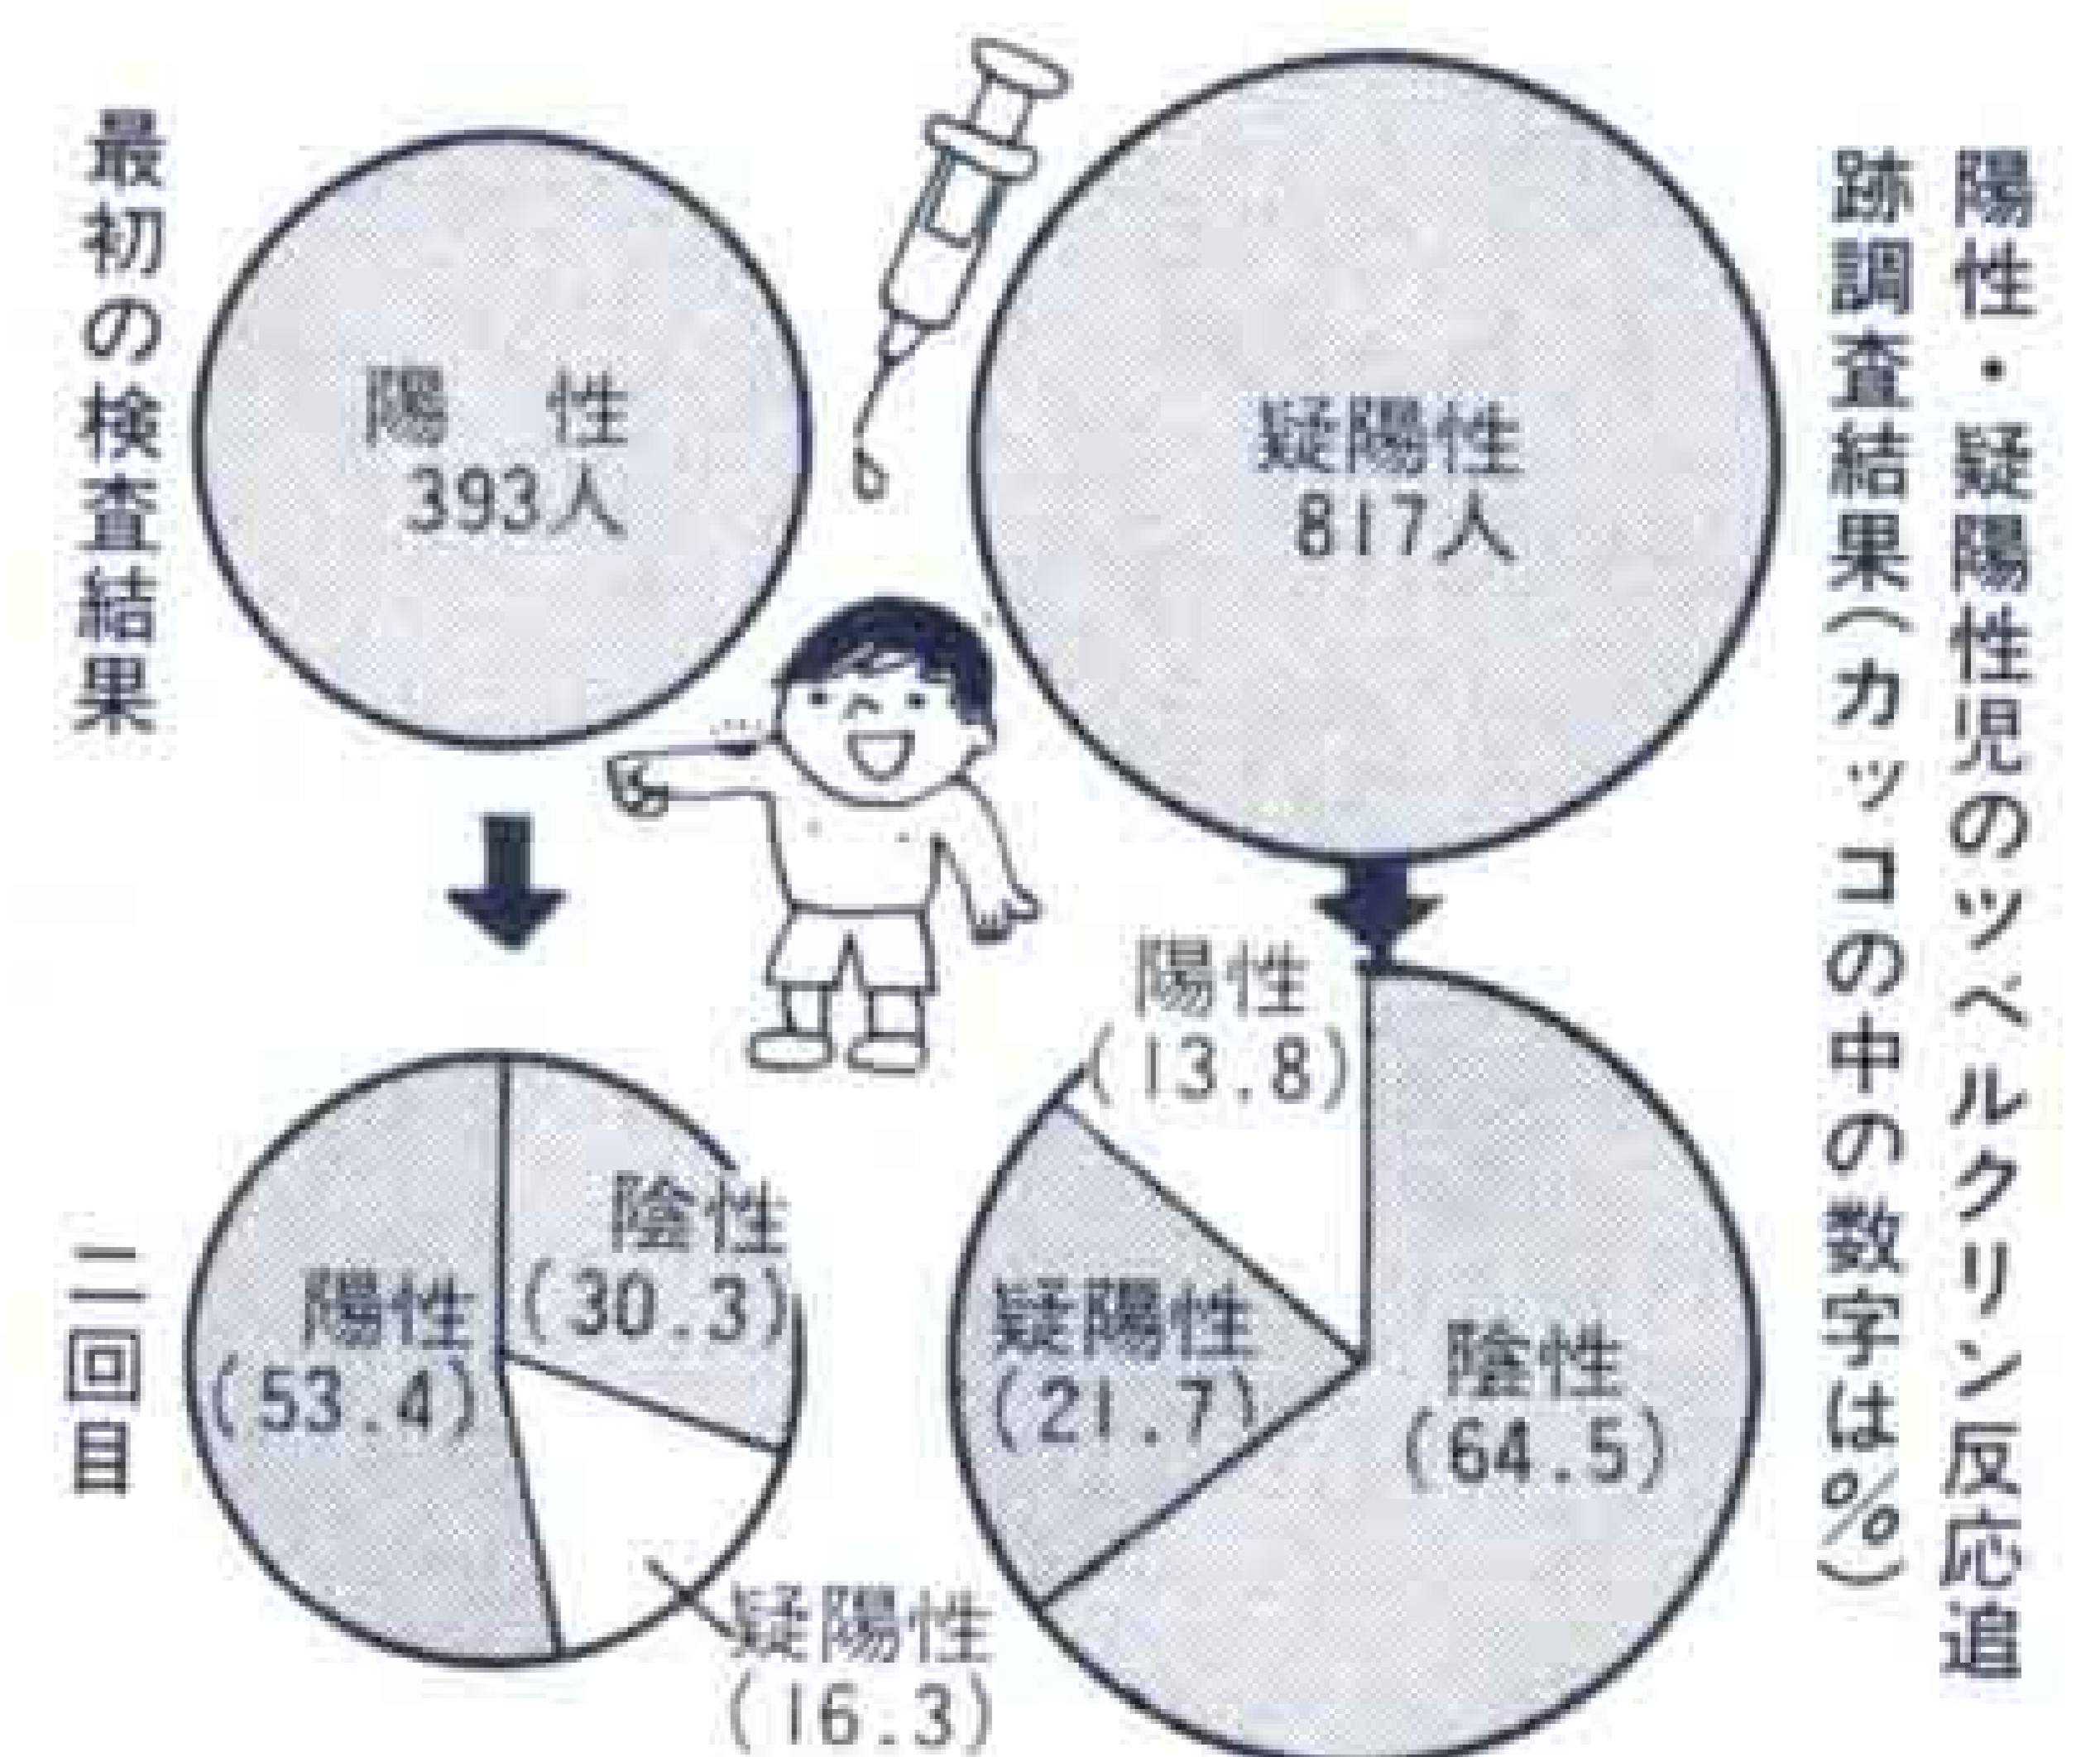 陽性・疑陽性児のツベルクリン反応追
跡調査結果(カッコの中の数字は%)
最初の検査結果
陽 性
393人
疑陽性
817人
二回目
陽性
(53.4)
陰性
(30.3)
疑陽性
(16.3)
陽性
(13.8)
疑陽性
(21.7)
陰性
(64.5)